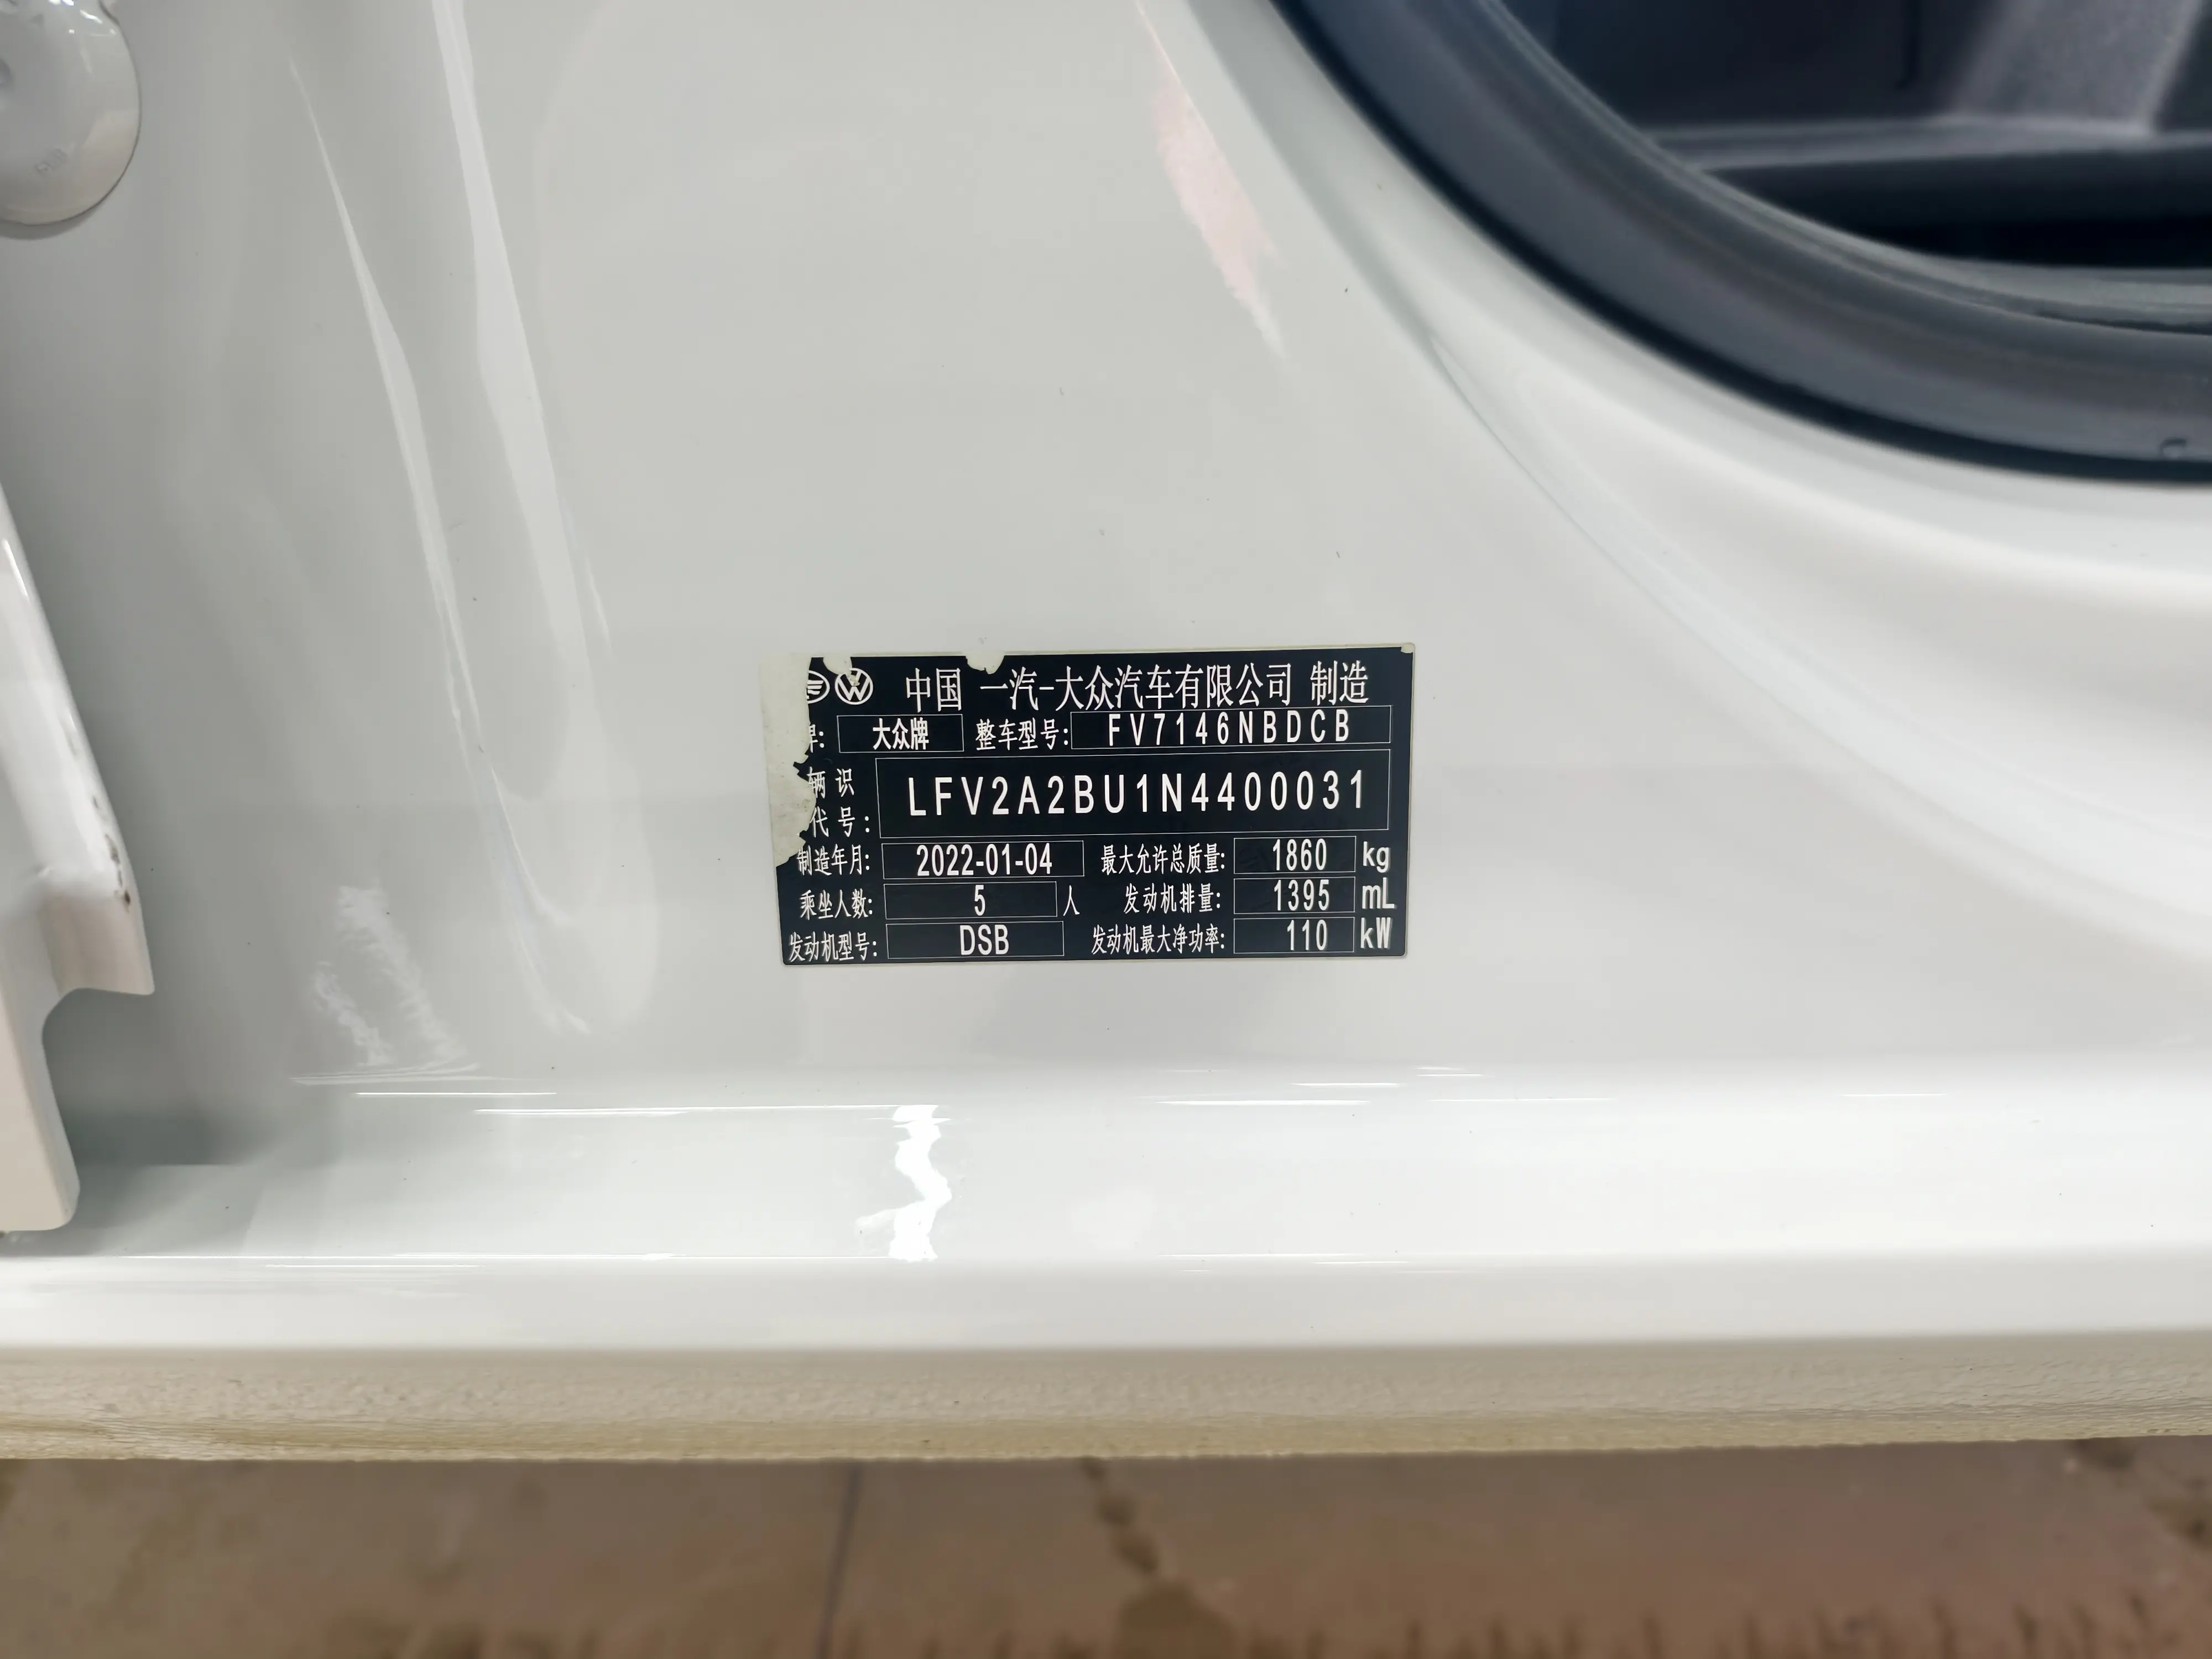 中国 一汽-大众汽车有限公司 制造
牌: 大众牌 整车型号: FV7146NBDCB
辆识
代号: LFV2A2BU1N4400031
制造年月: 2022-01-04 最大允许总质量: 1860 kg
乘坐人数: 5 人 发动机排量: 1395 mL
发动机型号: DSB 发动机最大净功率: 110 kW